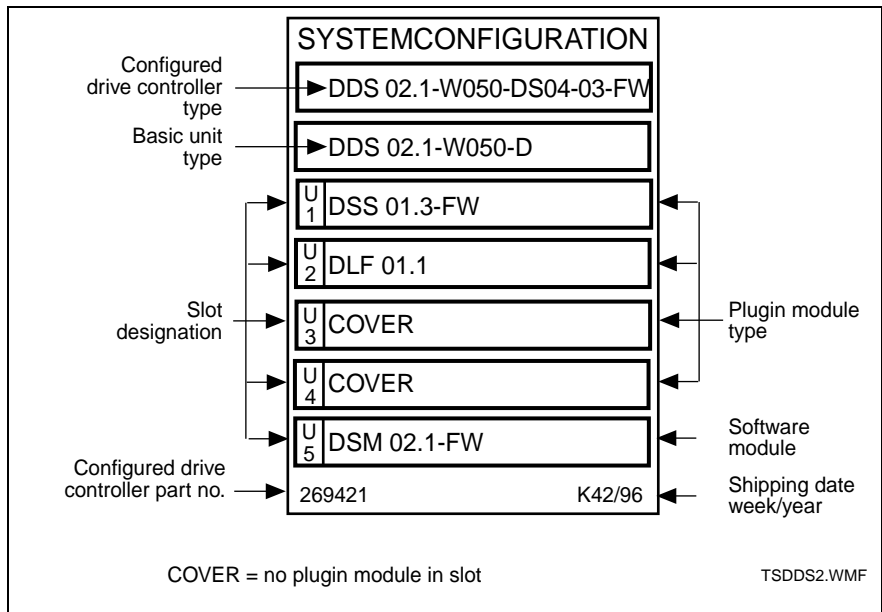 SYSTEMCONFIGURATION
Configured
drive controller
type
DDS 02.1-W050-DS04-03-FW
Basic unit
type
DDS 02.1-W050-D
U
1
DSS 01.3-FW
U
2
DLF 01.1
Slot
designation
U
3
COVER
Plugin module
type
U
4
COVER
U
5
DSM 02.1-FW
Software
module
Configured drive
controller part no.
269421
K42/96
Shipping date
week/year
COVER = no plugin module in slot
TSDDS2.WMF